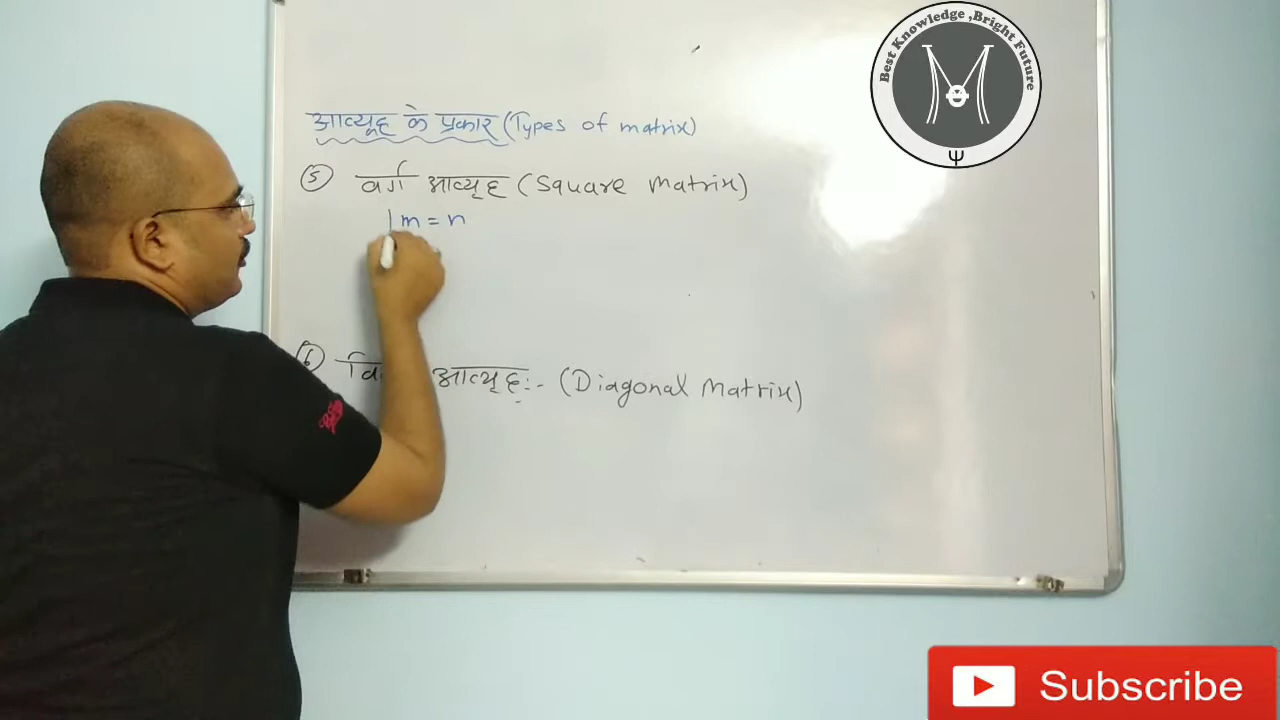 Best Knowledge ,Bright Future
आव्यूह के प्रकार (Types of matrix)
⑤ वर्ग आव्यूह (Square Matrix)
m = n
⑥ आव्यूह :- (Diagonal Matrix)
Subscribe